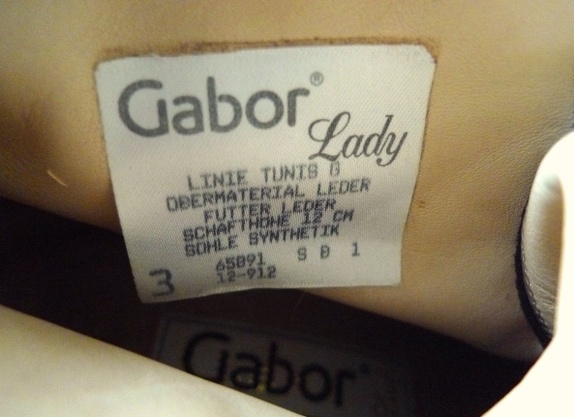 Gabor®
Lady
LINIE TUNIS G
OBERMATERIAL LEDER
FUTTER LEDER
SCHAFTHÖHE 12 CM
SOHLE SYNTHETIK
65891 S B 1
3 12-912
Gabor